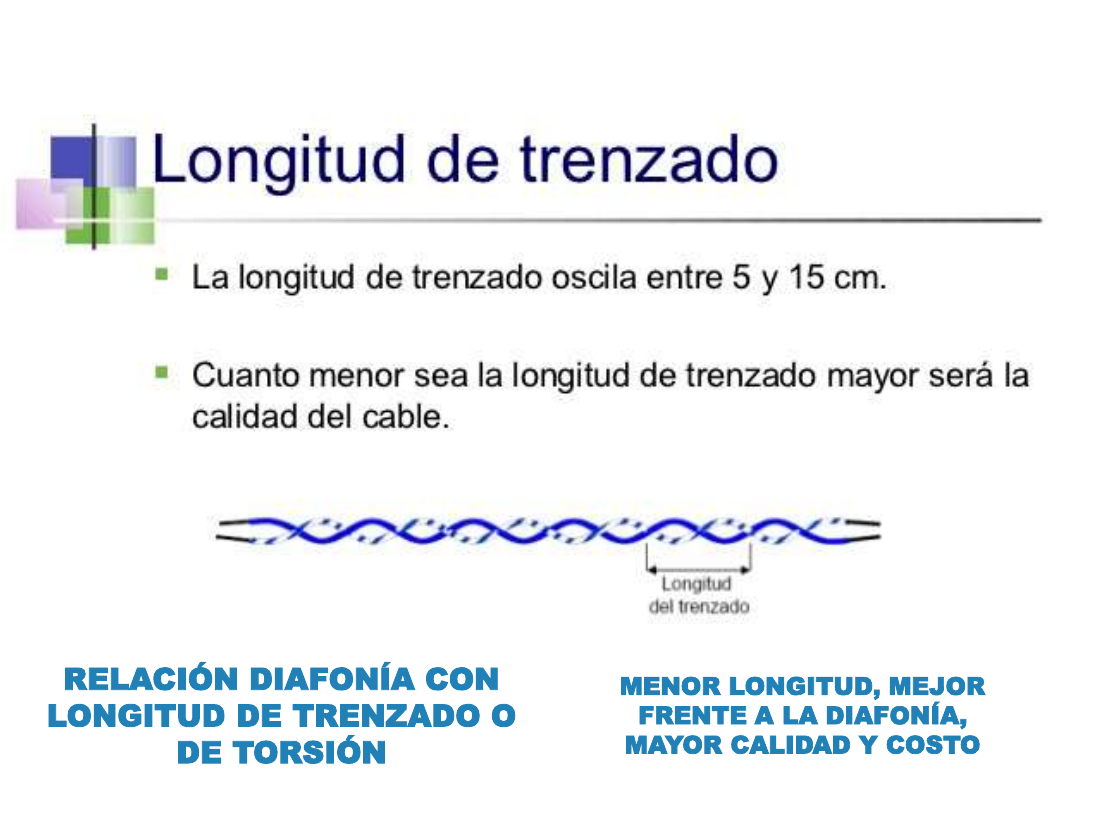 Longitud de trenzado
La longitud de trenzado oscila entre 5 y 15 cm.
Cuanto menor sea la longitud de trenzado mayor será la
calidad del cable.
Longitud
del trenzado
RELACIÓN DIAFONÍA CON
LONGITUD DE TRENZADO O
DE TORSIÓN
MENOR LONGITUD, MEJOR
FRENTE A LA DIAFONÍA,
MAYOR CALIDAD Y COSTO